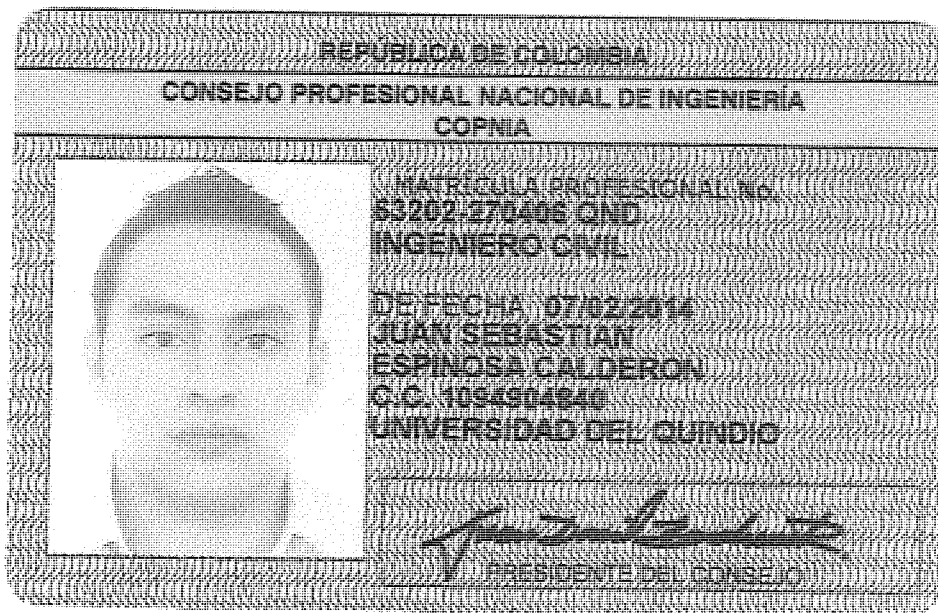 REPÚBLICA DE COLOMBIA
CONSEJO PROFESIONAL NACIONAL DE INGENIERÍA
COPNIA
MATRÍCULA PROFESIONAL No.
63202-270406 QND
INGENIERO CIVIL
DE FECHA 07/02/2014
JUAN SEBASTIAN
ESPINOSA CALDERON
C.C. 1094904840
UNIVERSIDAD DEL QUINDIO
PRESIDENTE DEL CONSEJO